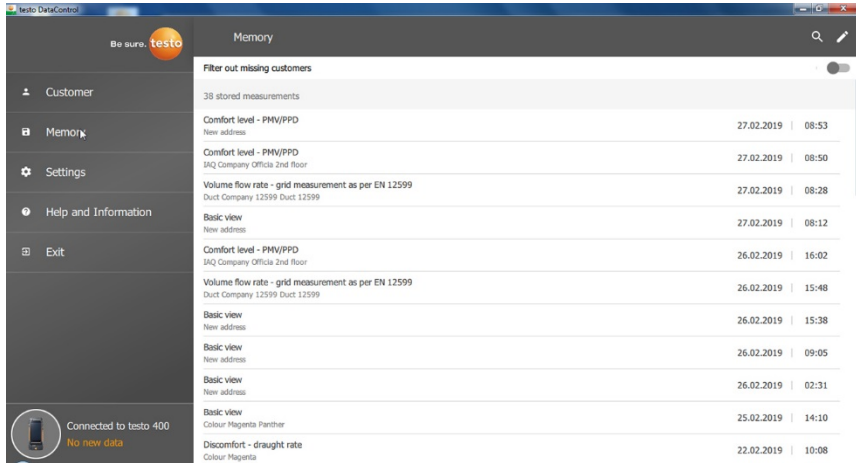 testo DataControl
Be sure. testo
Memory
Filter out missing customers
Customer
38 stored measurements
Memory
Settings
Help and Information
Exit
Comfort level - PMV/PPD
New address
27.02.2019 | 08:53
Comfort level - PMV/PPD
IAQ Company Officia 2nd floor
27.02.2019 | 08:50
Volume flow rate - grid measurement as per EN 12599
Duct Company 12599 Duct 12599
27.02.2019 | 08:28
Basic view
New address
27.02.2019 | 08:12
Comfort level - PMV/PPD
IAQ Company Officia 2nd floor
26.02.2019 | 16:02
Volume flow rate - grid measurement as per EN 12599
Duct Company 12599 Duct 12599
26.02.2019 | 15:48
Basic view
New address
26.02.2019 | 15:38
Basic view
New address
26.02.2019 | 09:05
Basic view
New address
26.02.2019 | 02:31
Basic view
Colour Magenta Panther
25.02.2019 | 14:10
Discomfort - draught rate
Colour Magenta
22.02.2019 | 10:08
Connected to testo 400
No new data